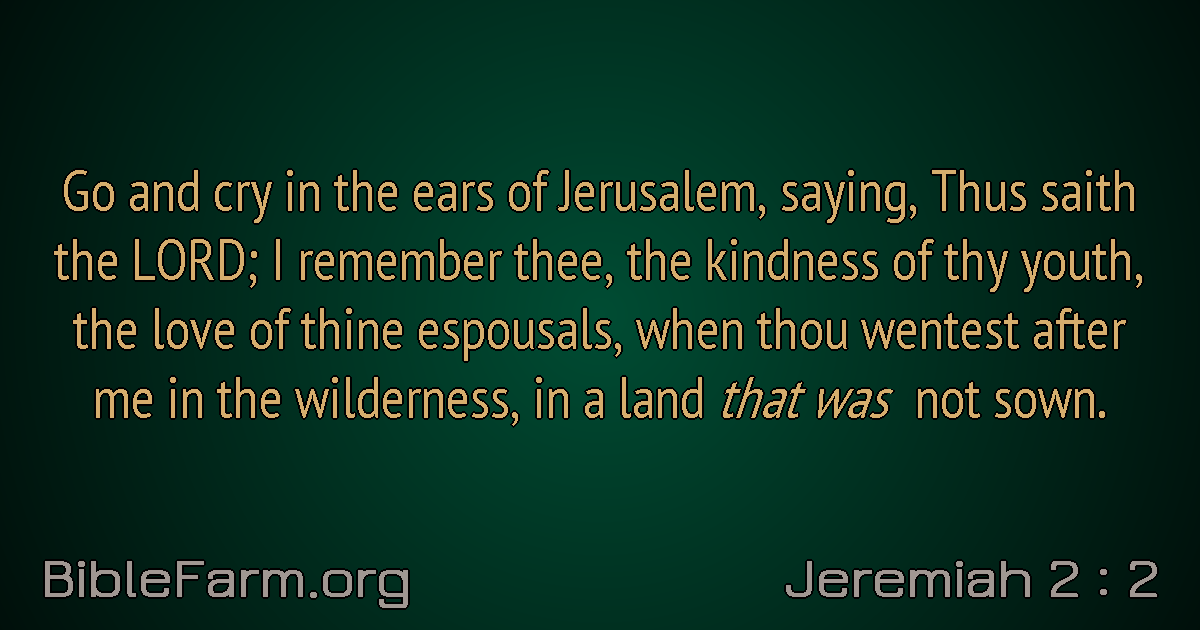 Go and cry in the ears of Jerusalem, saying, Thus saith
the LORD; I remember thee, the kindness of thy youth,
the love of thine espousals, when thou wentest after
me in the wilderness, in a land that was not sown.
BibleFarm.org
Jeremiah 2 : 2